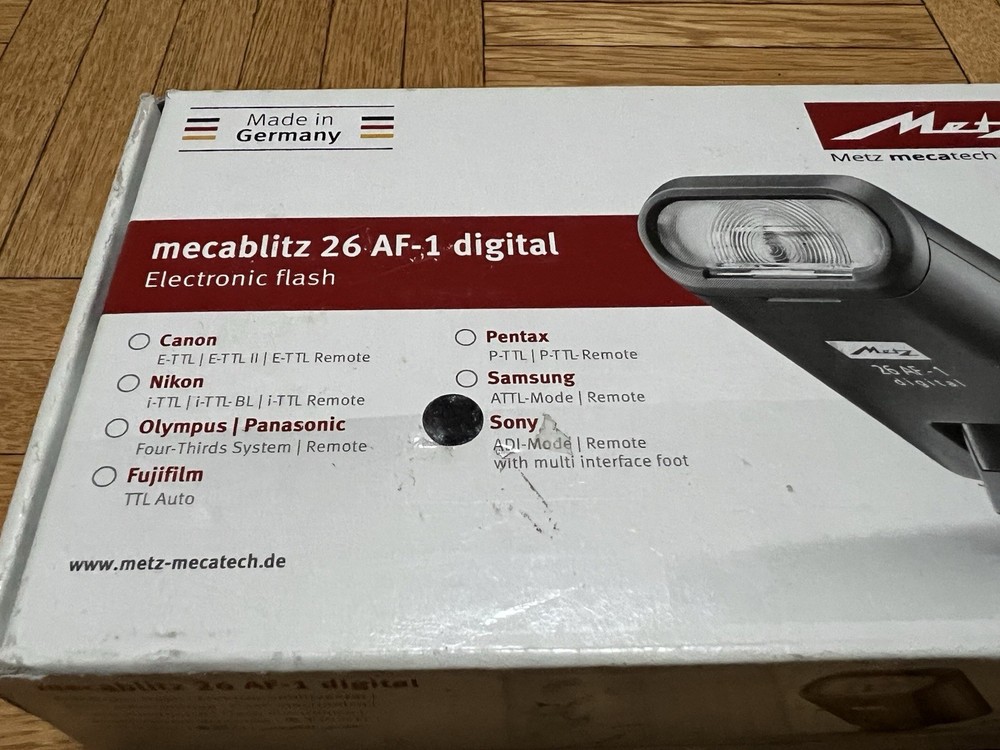 Made in
Germany
Metz
Metz mecatech
mecablitz 26 AF-1 digital
Electronic flash
Canon
E-TTL | E-TTL II | E-TTL Remote
Nikon
i-TTL | i-TTL-BL | i-TTL Remote
Olympus | Panasonic
Four-Thirds System | Remote
Fujifilm
TTL Auto
Pentax
P-TTL | P-TTL-Remote
Samsung
ATTL-Mode | Remote
Sony
ADI-Mode | Remote
with multi interface foot
Metz
26 AF-1
digital
www.metz-mecatech.de
mecablitz 26 AF-1 digital